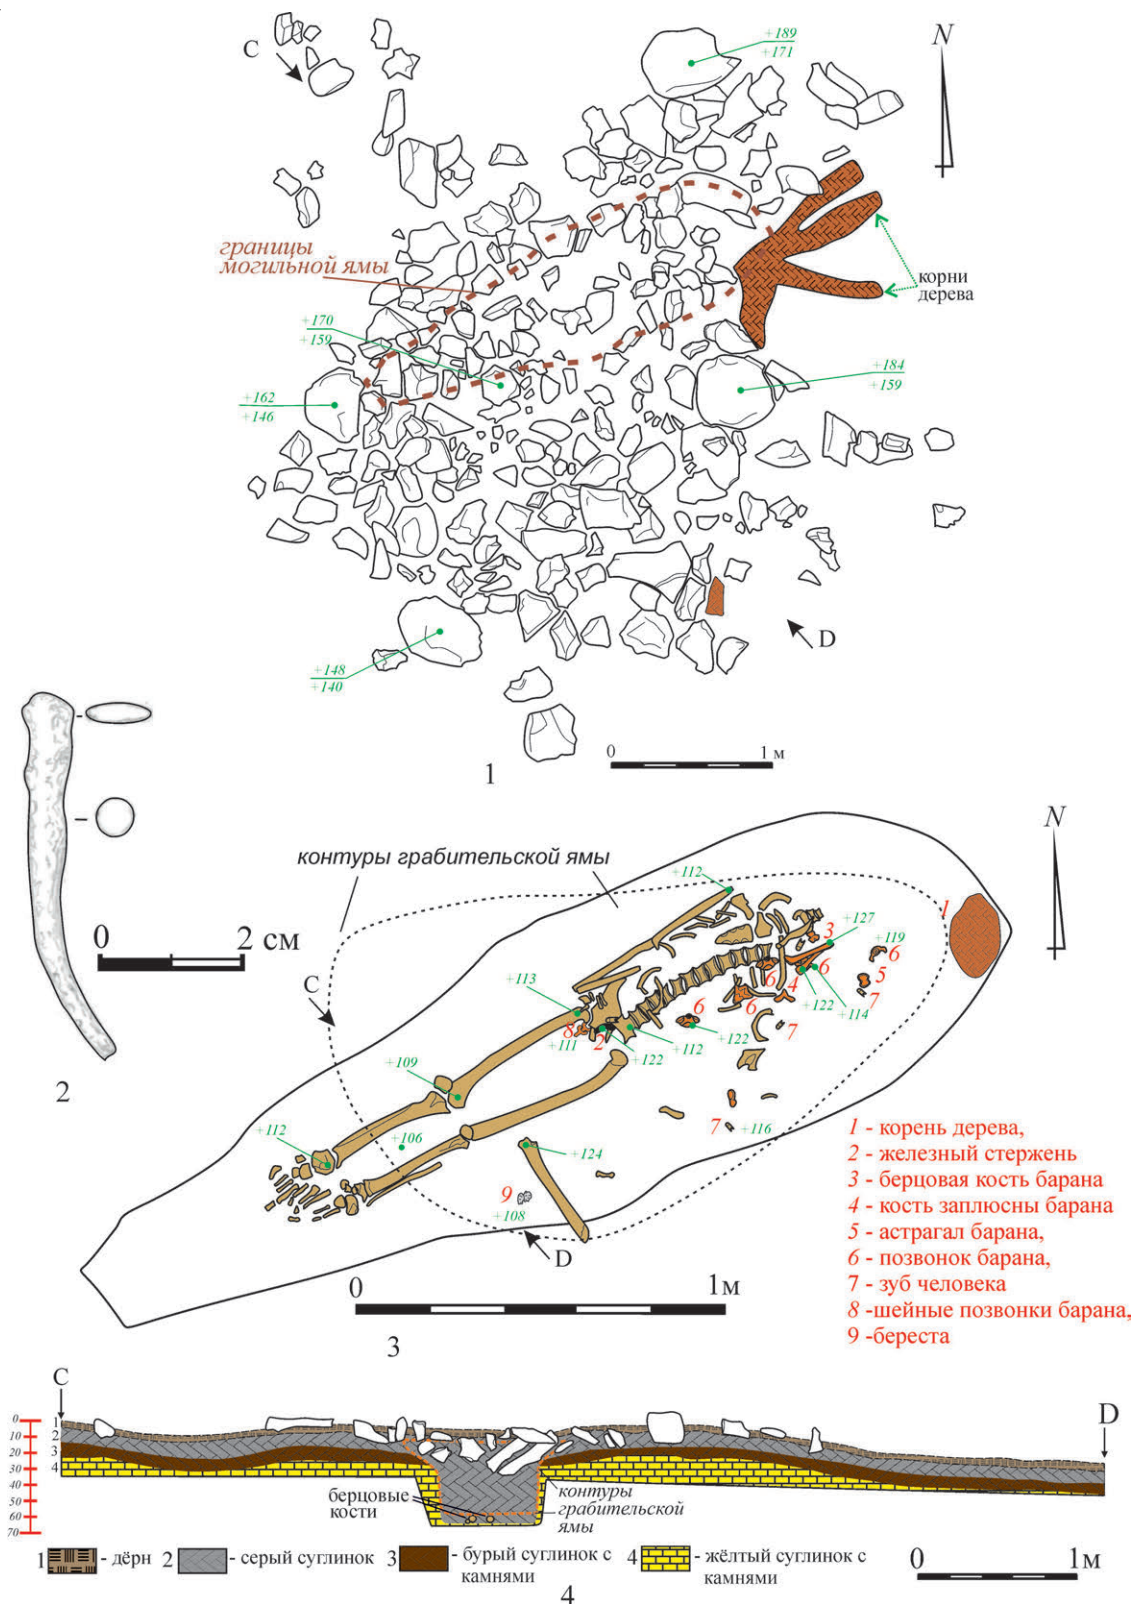 C
+189
+171
N
границы
могильной ямы
корни
дерева
+170
+159
+184
+159
+162
+146
D
+148
+140
0 1 м
1
0 2 см
2
контуры грабительской ямы
N
+112
1
3
+127
+119
6
6
6
5
4
7
+122
+114
C
+113
6
6
7
8
+111
2
+122
+112
+122
+109
+112
+106
7
+116
+124
9
+108
D
1 - корень дерева,
2 - железный стержень
3 - берцовая кость барана
4 - кость заплюсны барана
5 - астрагал барана,
6 - позвонок барана,
7 - зуб человека
8 -шейные позвонки барана,
9 -береста
0 1м
3
C
D
0
10
20
30
40
50
60
70
1
2
3
4
берцовые
кости
контуры
грабительской
ямы
1 - дёрн 2 - серый суглинок 3 - бурый суглинок с камнями 4 - жёлтый суглинок с камнями
0 1м
4